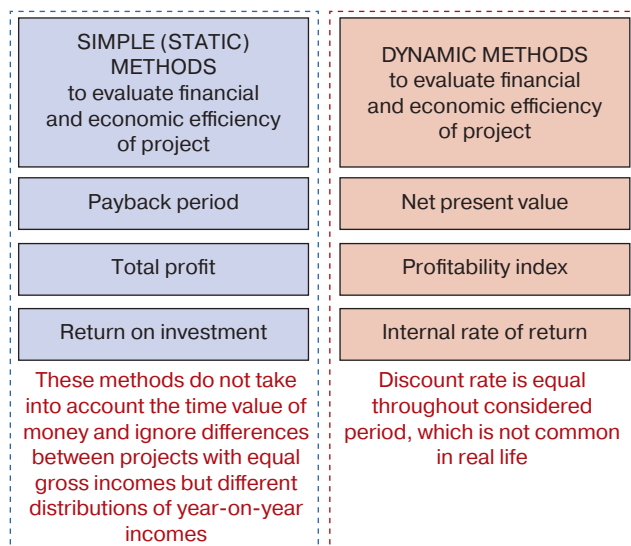 SIMPLE (STATIC)
METHODS
to evaluate financial
and economic efficiency
of project
Payback period
Total profit
Return on investment
These methods do not take
into account the time value of
money and ignore differences
between projects with equal
gross incomes but different
distributions of year-on-year
incomes
DYNAMIC METHODS
to evaluate financial
and economic efficiency
of project
Net present value
Profitability index
Internal rate of return
Discount rate is equal
throughout considered
period, which is not common
in real life